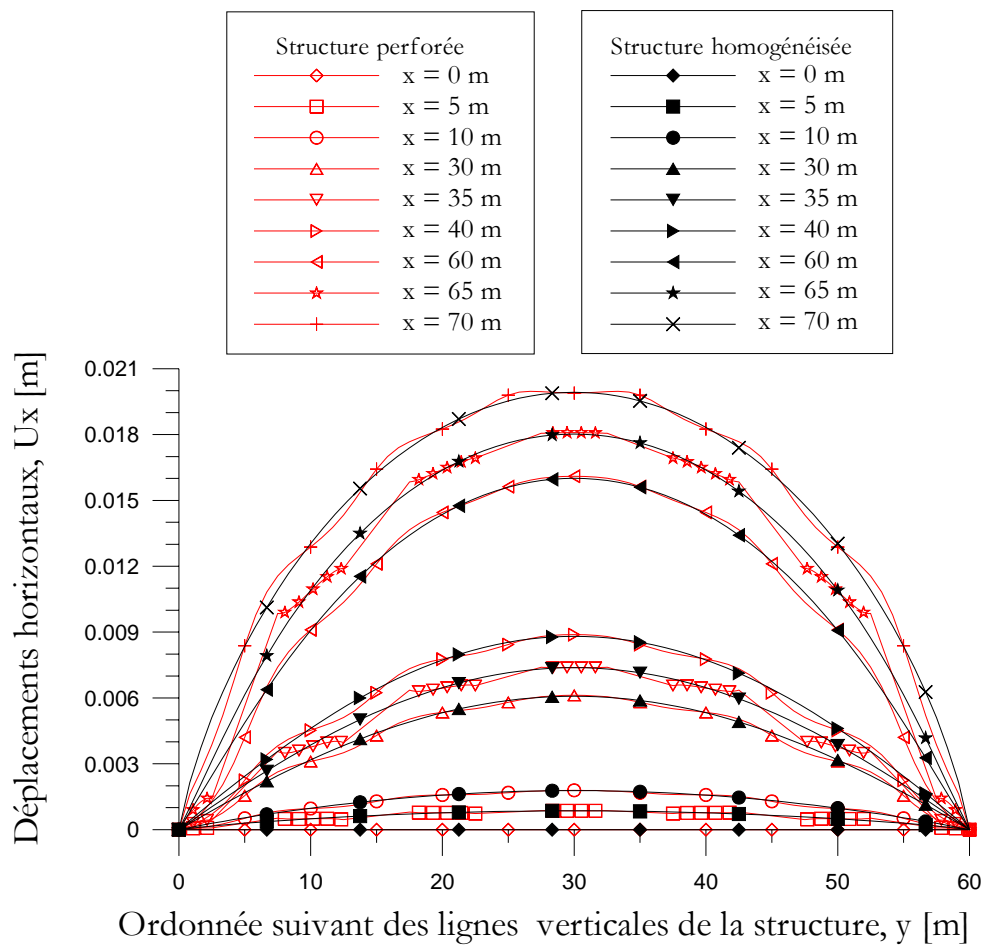 Structure perforée
x = 0 m
x = 5 m
x = 10 m
x = 30 m
x = 35 m
x = 40 m
x = 60 m
x = 65 m
x = 70 m
Structure homogénéisée
x = 0 m
x = 5 m
x = 10 m
x = 30 m
x = 35 m
x = 40 m
x = 60 m
x = 65 m
x = 70 m
Déplacements horizontaux, Ux [m]
0.021
0.018
0.015
0.012
0.009
0.006
0.003
0
0 10 20 30 40 50 60
Ordonnée suivant des lignes verticales de la structure, y [m]